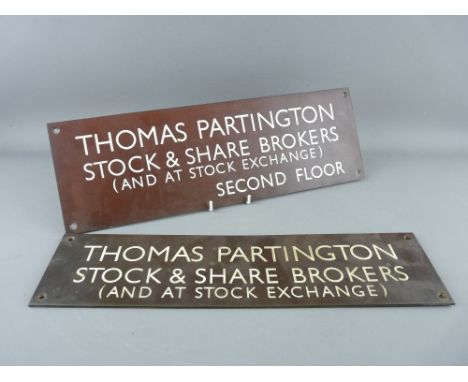 THOMAS PARTINGTON
STOCK & SHARE BROKERS
(AND AT STOCK EXCHANGE)
SECOND FLOOR
THOMAS PARTINGTON
STOCK & SHARE BROKERS
(AND AT STOCK EXCHANGE)